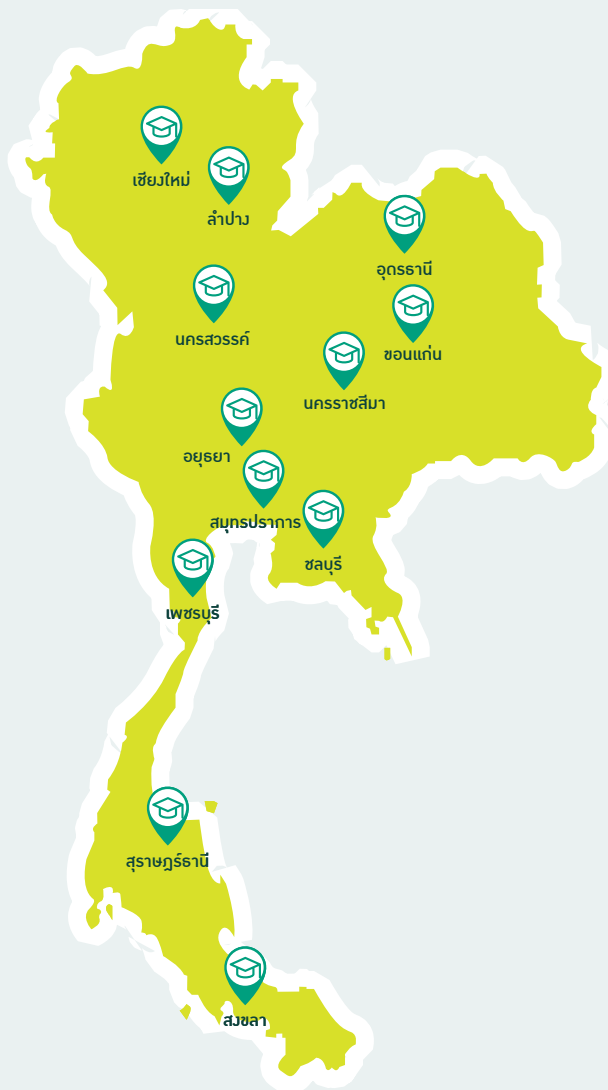 เชียงใหม่
ลำปาง
อุดรธานี
นครสวรรค์
ขอนแก่น
นครราชสีมา
อยุธยา
สมุทรปราการ
ชลบุรี
เพชรบุรี
สุราษฎร์ธานี
สงขลา